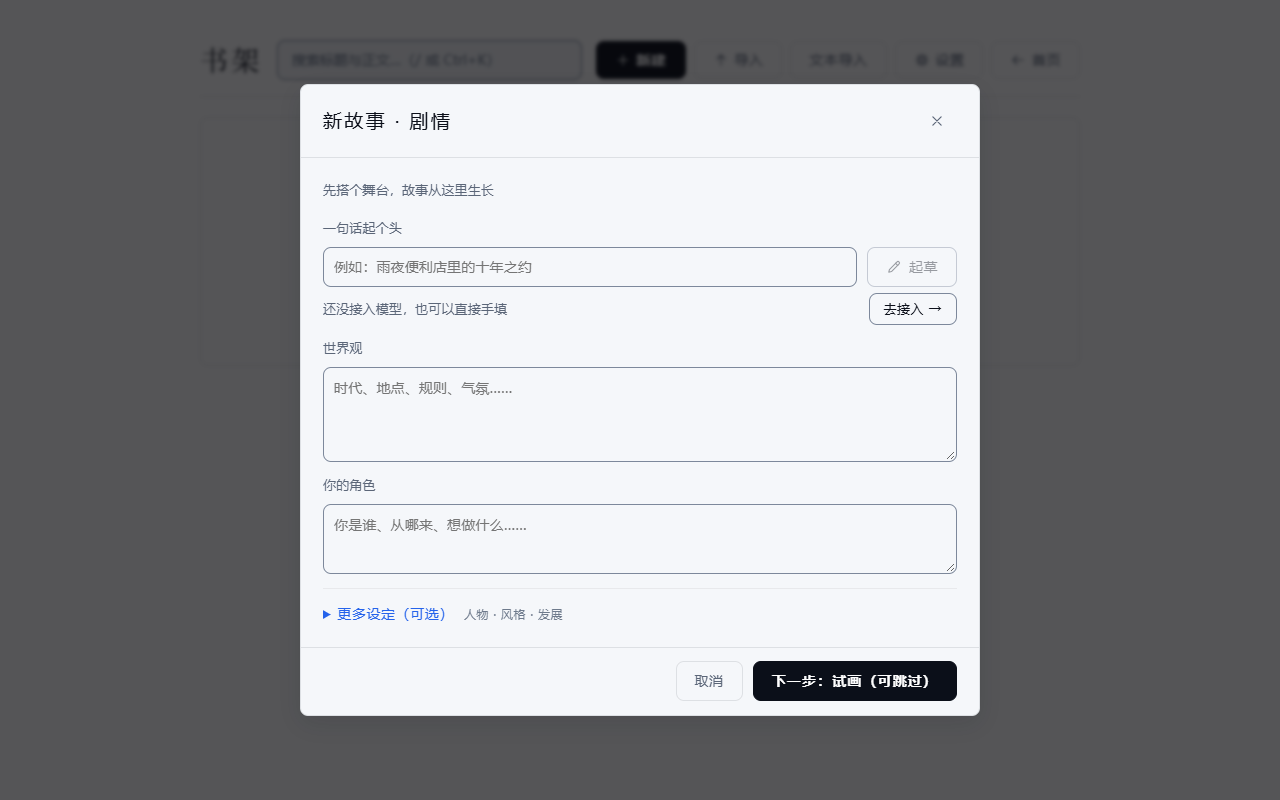 书架
搜索标题与正文… (/ 或 Ctrl+K)
+ 新建
↑ 导入
文本导入
设置
← 首页
新故事 · 剧情
×
先搭个舞台，故事从这里生长
一句话起个头
例如：雨夜便利店里的十年之约
起草
还没接入模型，也可以直接手填
去接入 →
世界观
时代、地点、规则、气氛……
你的角色
你是谁、从哪来、想做什么……
▶ 更多设定（可选） 人物 · 风格 · 发展
取消
下一步：试画（可跳过）